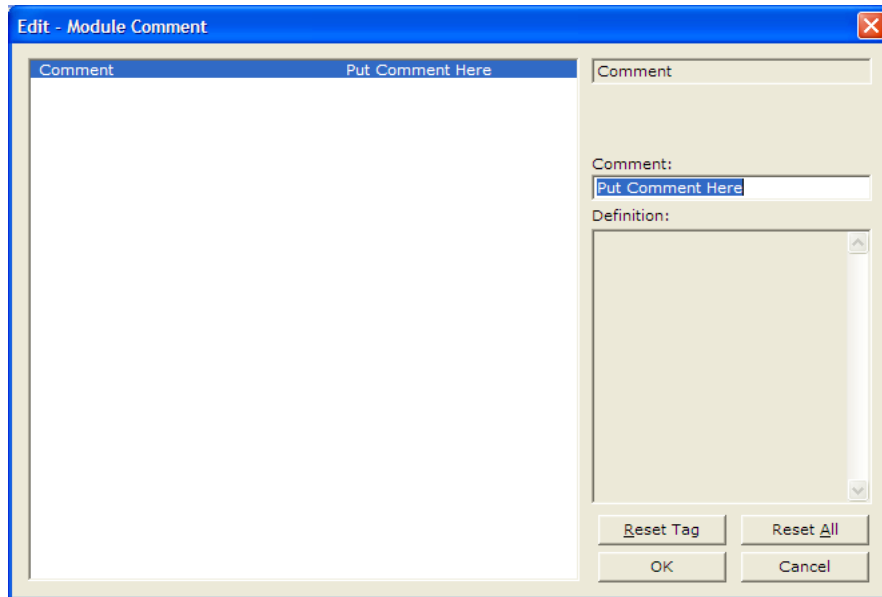 Edit - Module Comment
Comment Put Comment Here
Comment
Comment:
Put Comment Here
Definition:
Reset Tag Reset All
OK Cancel